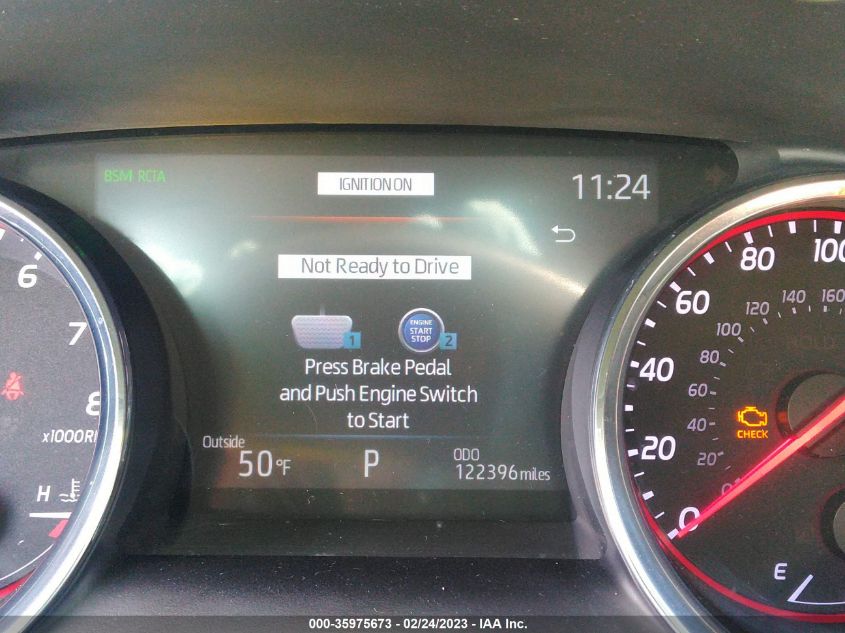 BSM RCTA
IGNITION ON
11:24
Not Ready to Drive
ENGINE
START
STOP
1
2
Press Brake Pedal
and Push Engine Switch
to Start
Outside
50°F
P
ODO
122396 miles
6
7
8
x1000R
H
100
80
60
40
20
0
160
140
120
100
80
60
40
20
0
CHECK
E
000-35975673 - 02/24/2023 - IAA Inc.